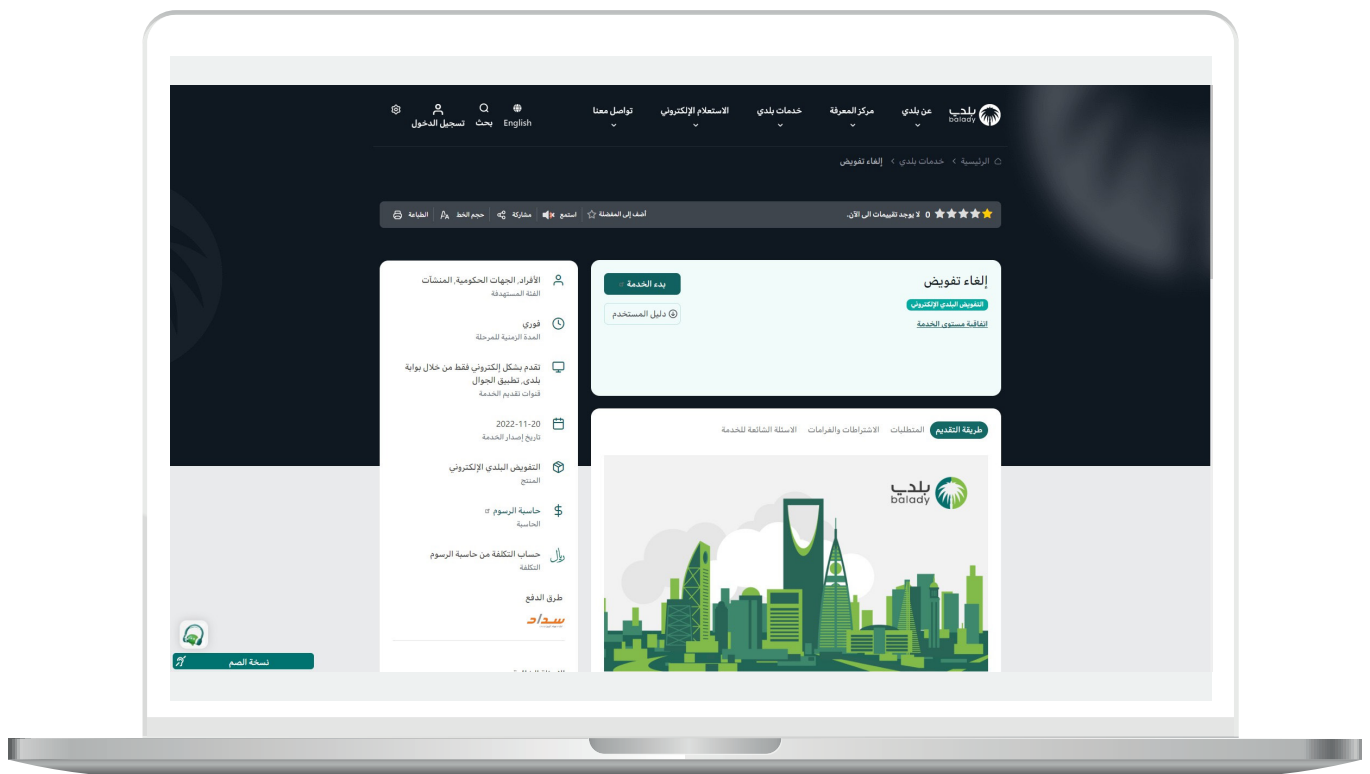 بلدي
balady
عن بلدي
مركز المعرفة
خدمات بلدي
الاستعلام الإلكتروني
تواصل معنا
English
بحث
تسجيل الدخول
الرئيسية > خدمات بلدي > إلغاء تفويض
0 لا يوجد تقييمات الى الآن.
أضف إلى المفضلة
استمع
مشاركة
حجم الخط
الطباعة
إلغاء تفويض
التفويض البلدي الإلكتروني
اتفاقية مستوى الخدمة
بدء الخدمة
دليل المستخدم
طريقة التقديم
المتطلبات
الاشتراطات والغرامات
الاسئلة الشائعة للخدمة
بلدي
balady
الأفراد, الجهات الحكومية, المنشآت
الفئة المستهدفة
فوري
المدة الزمنية للمرحلة
تقدم بشكل إلكتروني فقط من خلال بوابة
بلدي, تطبيق الجوال
قنوات تقديم الخدمة
2022-11-20
تاريخ إصدار الخدمة
التفويض البلدي الإلكتروني
المنتج
حاسبة الرسوم
الحاسبة
حساب التكلفة من حاسبة الرسوم
التكلفة
طرق الدفع
سداد
نسخة الصم